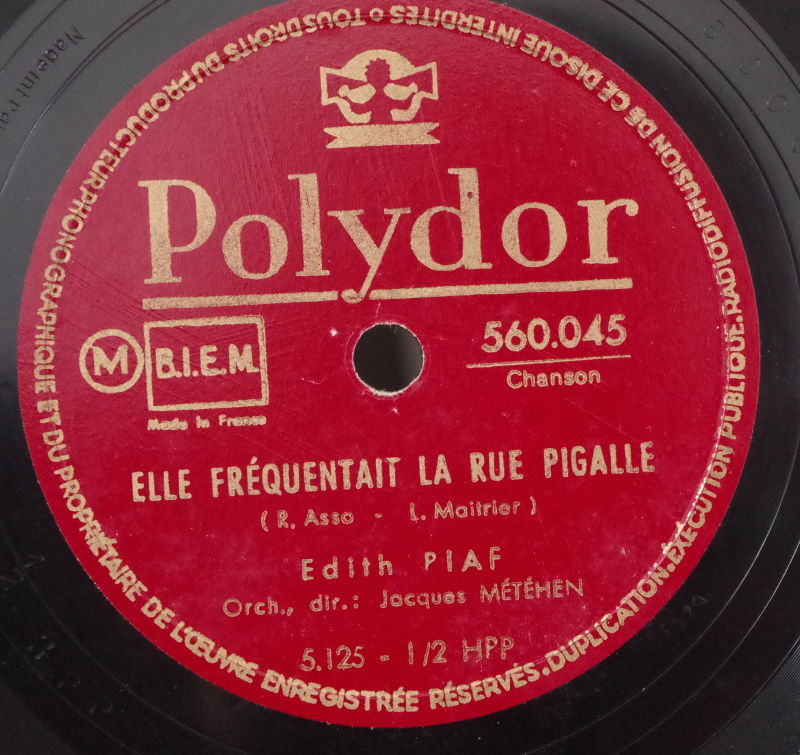 Polydor
M
B.I.E.M.
Made in France
560.045
Chanson
ELLE FRÉQUENTAIT LA RUE PIGALLE
( R. Asso - L. Maitrier )
Edith PIAF
Orch., dir.: Jacques MÉTÉHEN
5.125 - 1/2 HPP
TOUS DROITS DU PRODUCTEUR PHONOGRAPHIQUE ET DU PROPRIÉTAIRE DE L'ŒUVRE ENREGISTRÉE RÉSERVÉS. DUPLICATION. EXÉCUTION PUBLIQUE. RADIODIFFUSION DE CE DISQUE INTERDITES
Made in